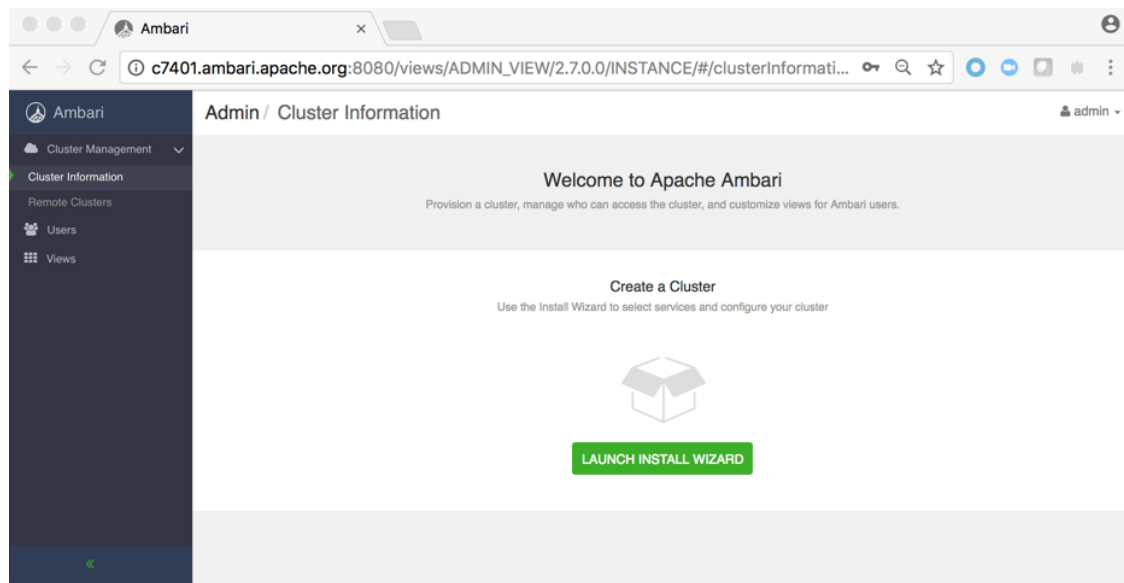 Ambari
c7401.ambari.apache.org:8080/views/ADMIN_VIEW/2.7.0.0/INSTANCE/#/clusterInformati...
Ambari
Admin / Cluster Information
admin
Cluster Management
Cluster Information
Remote Clusters
Users
Views
Welcome to Apache Ambari
Provision a cluster, manage who can access the cluster, and customize views for Ambari users.
Create a Cluster
Use the Install Wizard to select services and configure your cluster
LAUNCH INSTALL WIZARD